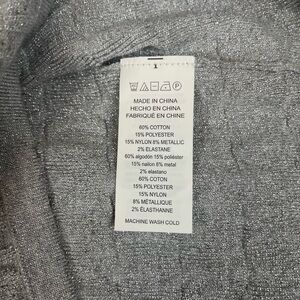 1
MADE IN CHINA
HECHO EN CHINA
FABRIQUÉ EN CHINE
60% COTTON
15% POLYESTER
15% NYLON 8% METALLIC
2% ELASTANE
60% algodón 15% poliéster
15% nailon 8% metal
2% elastano
60% COTON
15% POLYESTER
15% NYLON
8% MÉTALLIQUE
2% ÉLASTHANNE
MACHINE WASH COLD